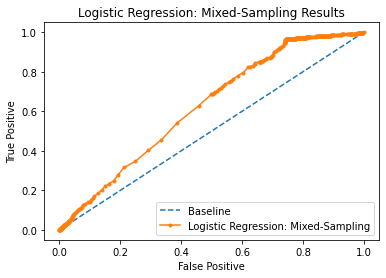 Logistic Regression: Mixed-Sampling Results
1.0
0.8
0.6
0.4
0.2
0.0
True Positive
0.0 0.2 0.4 0.6 0.8 1.0
False Positive
Baseline
Logistic Regression: Mixed-Sampling